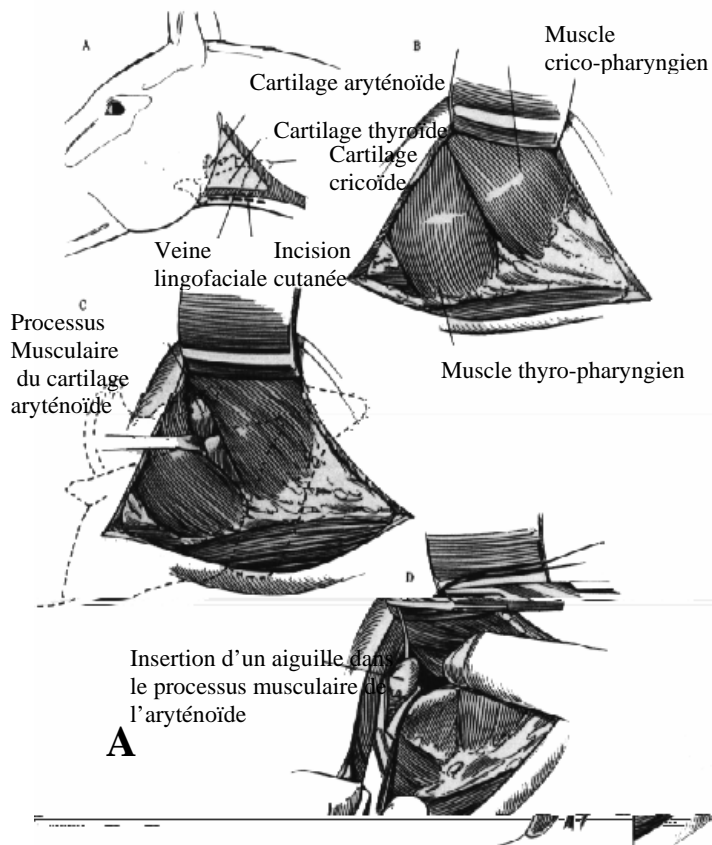 A
B
Muscle
crico-pharyngien
Cartilage aryténoïde
Cartilage thyroïde
Cartilage
cricoïde
Veine
lingofaciale
Incision
cutanée
C
Processus
Musculaire
du cartilage
aryténoïde
Muscle thyro-pharyngien
D
Insertion d’un aiguille dans
le processus musculaire de
l’aryténoïde
A